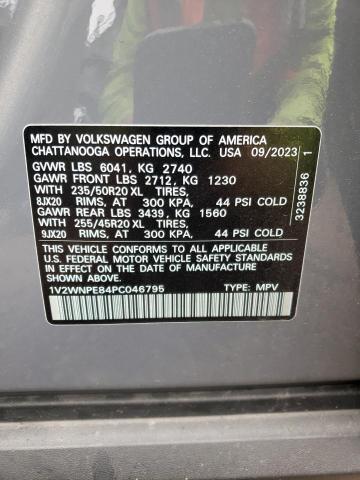 MFD BY VOLKSWAGEN GROUP OF AMERICA
CHATTANOOGA OPERATIONS, LLC. USA 09/2023
GVWR LBS 6041, KG 2740
GAWR FRONT LBS 2712, KG 1230
WITH 235/50R20 XL TIRES,
8JX20 RIMS, AT 300 KPA, 44 PSI COLD
GAWR REAR LBS 3439, KG 1560
WITH 255/45R20 XL TIRES,
9JX20 RIMS, AT 300 KPA, 44 PSI COLD
THIS VEHICLE CONFORMS TO ALL APPLICABLE
U.S. FEDERAL MOTOR VEHICLE SAFETY
STANDARDS IN EFFECT ON THE DATE OF MANUFACTURE
SHOWN ABOVE.
1V2WNPE84PC046795 TYPE: MPV
3238836 1